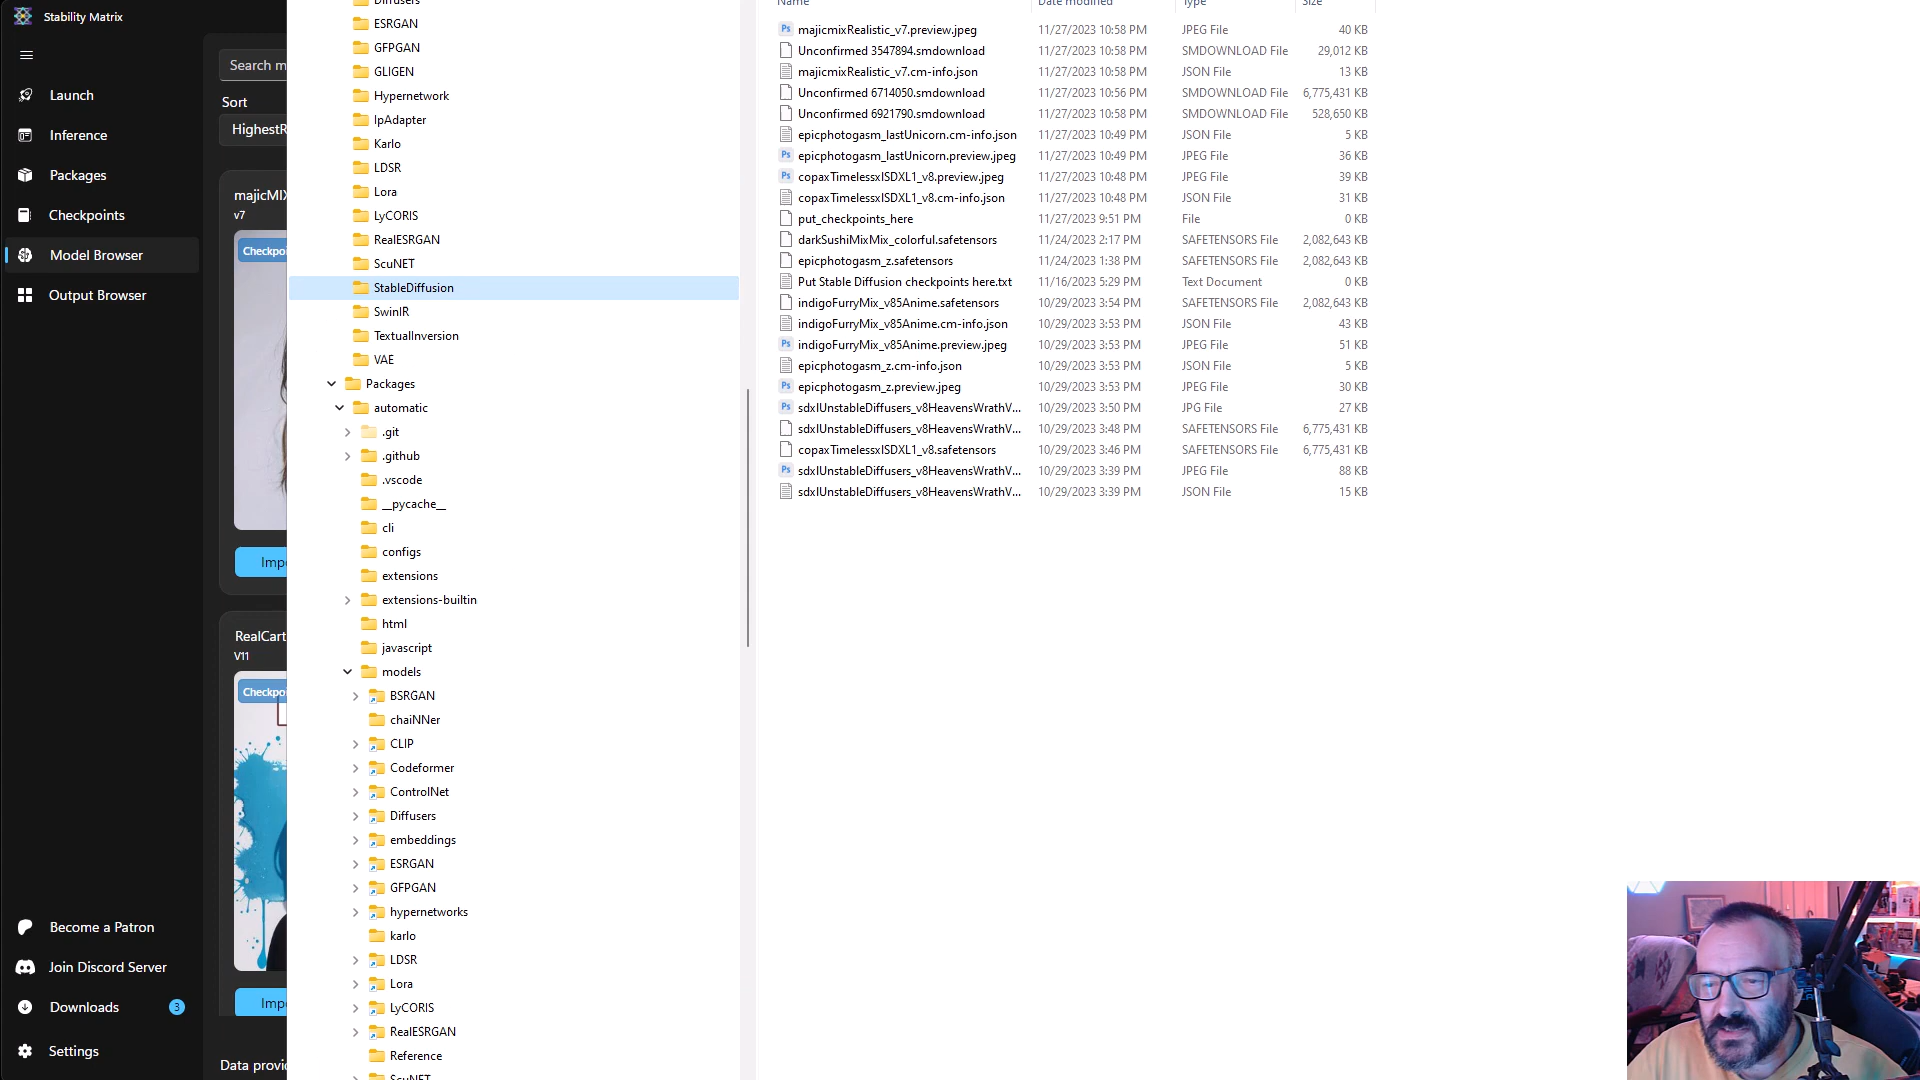 Stability Matrix
Launch
Inference
Packages
Checkpoints
Model Browser
Output Browser
Become a Patron
Join Discord Server
Downloads 3
Settings
Search m
Sort
HighestR
majicMIX
v7
Checkpo
Impo
RealCart
V11
Checkpo
Impo
Data provid
Diffusers
ESRGAN
GFPGAN
GLIGEN
Hypernetwork
IpAdapter
Karlo
LDSR
Lora
LyCORIS
RealESRGAN
ScuNET
StableDiffusion
SwinIR
TextualInversion
VAE
Packages
automatic
.git
.github
.vscode
__pycache__
cli
configs
extensions
extensions-builtin
html
javascript
models
BSRGAN
chaiNNer
CLIP
Codeformer
ControlNet
Diffusers
embeddings
ESRGAN
GFPGAN
hypernetworks
karlo
LDSR
Lora
LyCORIS
RealESRGAN
Reference
ScuNET
Name Date modified Type Size
majicmixRealistic_v7.preview.jpeg 11/27/2023 10:58 PM JPEG File 40 KB
Unconfirmed 3547894.smdownload 11/27/2023 10:58 PM SMDOWNLOAD File 29,012 KB
majicmixRealistic_v7.cm-info.json 11/27/2023 10:58 PM JSON File 13 KB
Unconfirmed 6714050.smdownload 11/27/2023 10:56 PM SMDOWNLOAD File 6,775,431 KB
Unconfirmed 6921790.smdownload 11/27/2023 10:58 PM SMDOWNLOAD File 528,650 KB
epicphotogasm_lastUnicorn.cm-info.json 11/27/2023 10:49 PM JSON File 5 KB
epicphotogasm_lastUnicorn.preview.jpeg 11/27/2023 10:49 PM JPEG File 36 KB
copaxTimelessxlSDXL1_v8.preview.jpeg 11/27/2023 10:48 PM JPEG File 39 KB
copaxTimelessxlSDXL1_v8.cm-info.json 11/27/2023 10:48 PM JSON File 31 KB
put_checkpoints_here 11/27/2023 9:51 PM File 0 KB
darkSushiMixMix_colorful.safetensors 11/24/2023 2:17 PM SAFETENSORS File 2,082,643 KB
epicphotogasm_z.safetensors 11/24/2023 1:38 PM SAFETENSORS File 2,082,643 KB
Put Stable Diffusion checkpoints here.txt 11/16/2023 5:29 PM Text Document 0 KB
indigoFurryMix_v85Anime.safetensors 10/29/2023 3:54 PM SAFETENSORS File 2,082,643 KB
indigoFurryMix_v85Anime.cm-info.json 10/29/2023 3:53 PM JSON File 43 KB
indigoFurryMix_v85Anime.preview.jpeg 10/29/2023 3:53 PM JPEG File 51 KB
epicphotogasm_z.cm-info.json 10/29/2023 3:53 PM JSON File 5 KB
epicphotogasm_z.preview.jpeg 10/29/2023 3:53 PM JPEG File 30 KB
sdxlUnstableDiffusers_v8HeavensWrathV... 10/29/2023 3:50 PM JPG File 27 KB
sdxlUnstableDiffusers_v8HeavensWrathV... 10/29/2023 3:48 PM SAFETENSORS File 6,775,431 KB
copaxTimelessxlSDXL1_v8.safetensors 10/29/2023 3:46 PM SAFETENSORS File 6,775,431 KB
sdxlUnstableDiffusers_v8HeavensWrathV... 10/29/2023 3:39 PM JPEG File 88 KB
sdxlUnstableDiffusers_v8HeavensWrathV... 10/29/2023 3:39 PM JSON File 15 KB